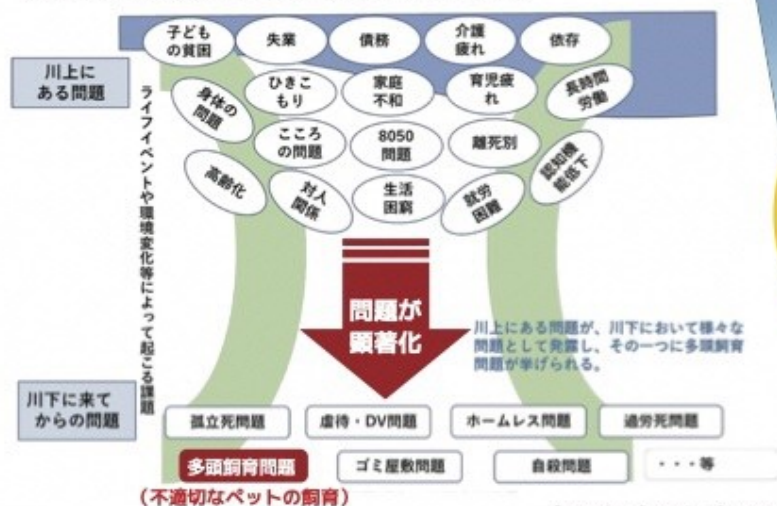 子ども
の貧困
失業
債務
介護
疲れ
依存
川上に
ある問題
身体の
問題
ひきこ
もり
家庭
不和
育児疲
れ
長時間
労働
こころ
の問題
8050
問題
離死別
認知機
能低下
高齢化
対人
関係
生活
困窮
就労
困難
ライフイベントや環境変化等によって起こる課題
問題が
顕著化
川上にある問題が、川下において様々な
問題として発露し、その一つに多頭飼育
問題が挙げられる。
川下に来て
からの問題
孤立死問題
虐待・DV問題
ホームレス問題
過労死問題
多頭飼育問題
ゴミ屋敷問題
自殺問題
・・・等
(不適切なペットの飼育)